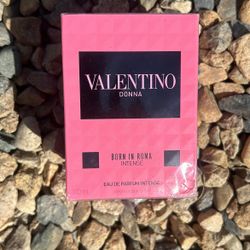 VALENTINO
DONNA
BORN IN ROMA
INTENSE
EAU DE PARFUM INTENSE